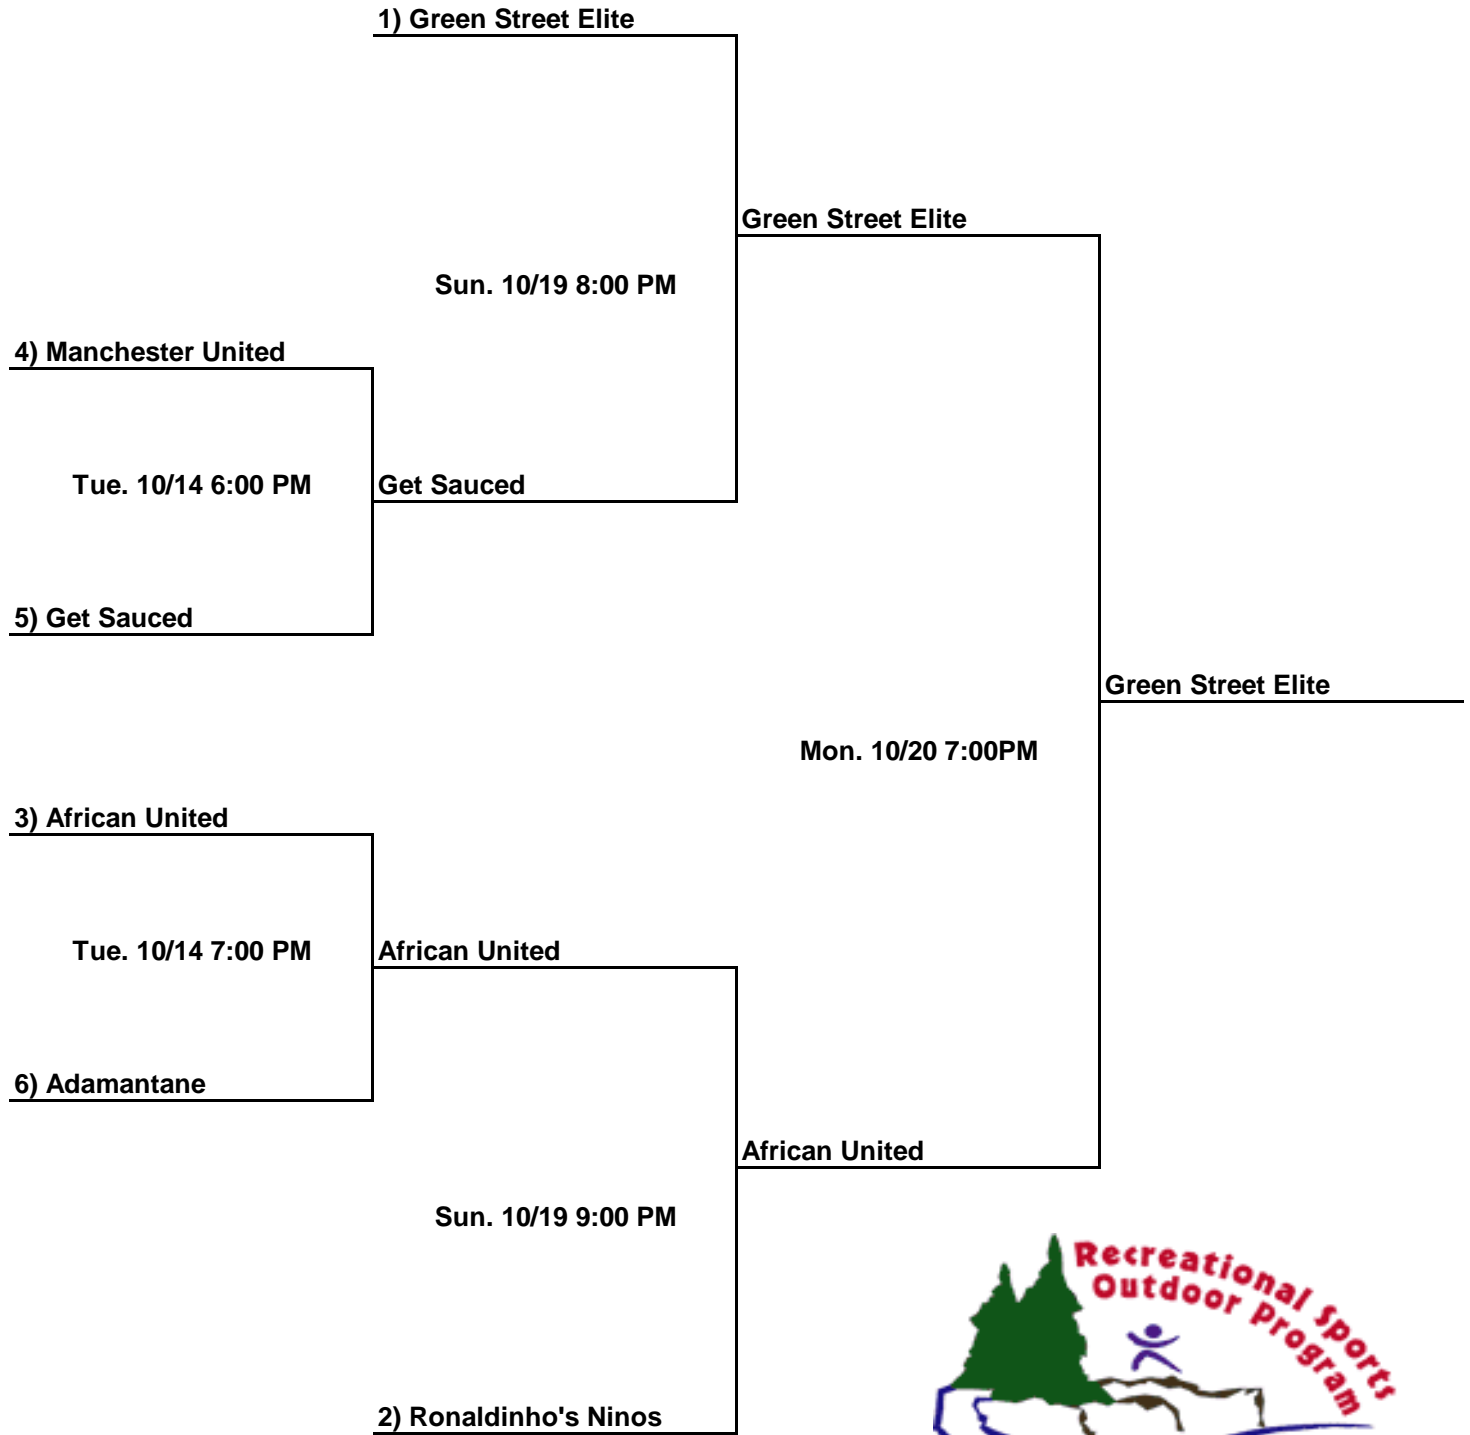 1) Green Street Elite
Green Street Elite
Sun. 10/19 8:00 PM
4) Manchester United
Tue. 10/14 6:00 PM
Get Sauced
5) Get Sauced
Green Street Elite
Mon. 10/20 7:00PM
3) African United
Tue. 10/14 7:00 PM
African United
6) Adamantane
African United
Sun. 10/19 9:00 PM
Recreational Sports
Outdoor Program
2) Ronaldinho's Ninos